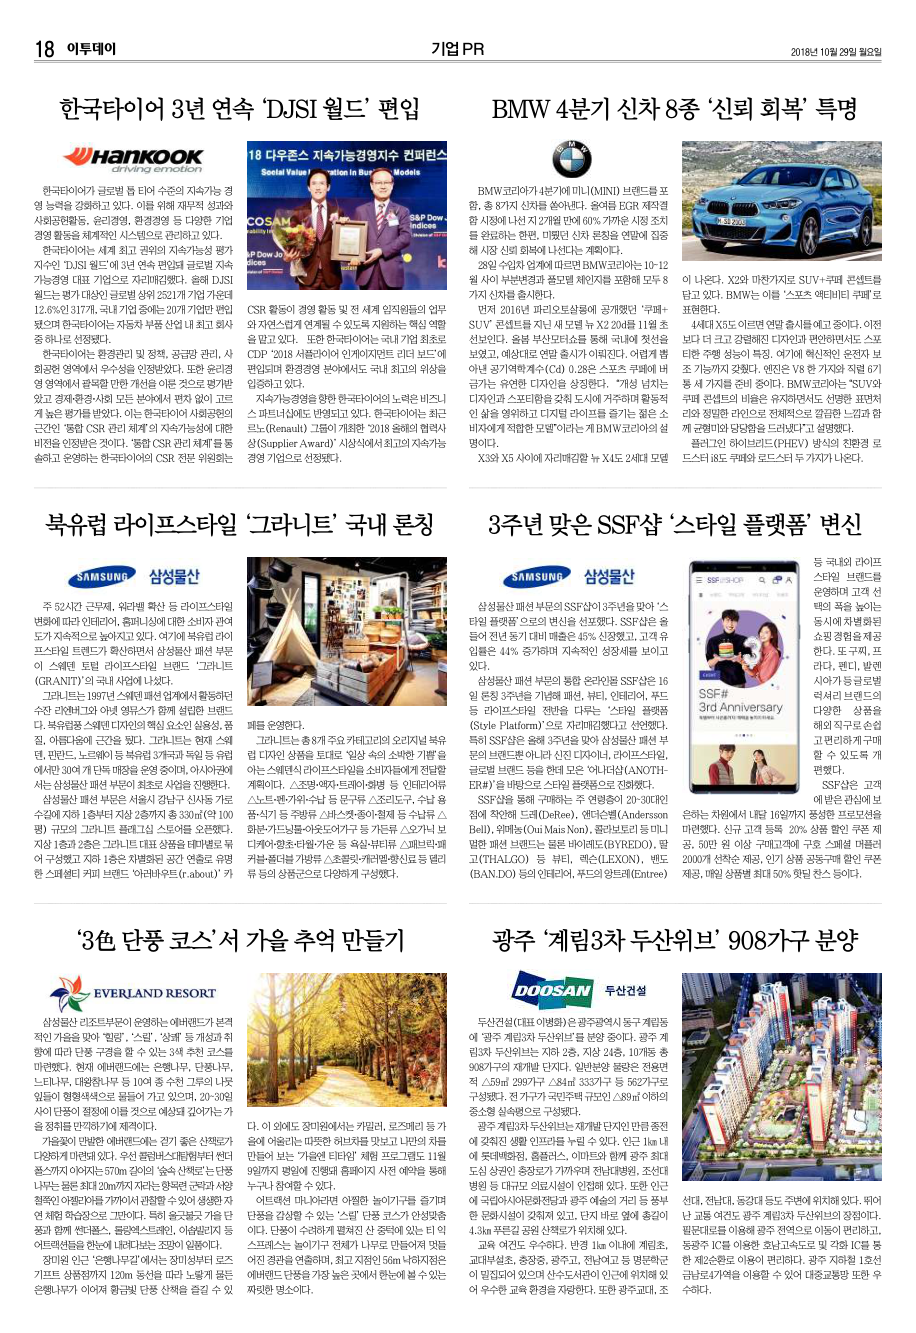 18 이투데이
기업 PR
2018년 10월 29일 월요일
한국타이어 3년 연속 ‘DJSI 월드’ 편입
HANKOOK
driving emotion
한국타이어가 글로벌 톱 티어 수준의 지속가능 경
영 능력을 강화하고 있다. 이를 위해 재무적 성과와
사회공헌활동, 윤리경영, 환경경영 등 다양한 기업
경영 활동을 체계적인 시스템으로 관리하고 있다.
한국타이어는 세계 최고 권위의 지속가능성 평가
지수인 ‘DJSI 월드’에 3년 연속 편입돼 글로벌 지속
가능경영 대표 기업으로 자리매김했다. 올해 DJSI
월드는 평가 대상인 글로벌 상위 2521개 기업 가운데
12.6%인 317개, 국내 기업 중에는 20개 기업만 편입
됐으며 한국타이어는 자동차 부품 산업 내 최고 회사
중 하나로 선정됐다.
한국타이어는 환경관리 및 정책, 공급망 관리, 사
회공헌 영역에서 우수성을 인정받았다. 또한 윤리경
영 영역에서 괄목할 만한 개선을 이룬 것으로 평가받
았고 경제·환경·사회 모든 분야에서 편차 없이 고르
게 높은 평가를 받았다. 이는 한국타이어 사회공헌의
근간인 ‘통합 CSR 관리 체계’의 지속가능성에 대한
비전을 인정받은 것이다. ‘통합 CSR 관리 체계’를 통
솔하고 운영하는 한국타이어의 CSR 전문 위원회는
18 다우존스 지속가능경영지수 컨퍼런스
CSR 활동이 경영 활동 및 전 세계 임직원들의 업무
와 자연스럽게 연계될 수 있도록 지원하는 핵심 역할
을 맡고 있다. 또한 한국타이어는 국내 기업 최초로
CDP ‘2018 서플라이어 인게이지먼트 리더 보드’에
편입되며 환경경영 분야에서도 국내 최고의 위상을
입증하고 있다.
지속가능경영을 향한 한국타이어의 노력은 비즈니
스 파트너십에도 반영되고 있다. 한국타이어는 최근
르노(Renault) 그룹이 개최한 ‘2018 올해의 협력사
상(Supplier Award)’ 시상식에서 최고의 지속가능
경영 기업으로 선정됐다.
BMW 4분기 신차 8종 ‘신뢰 회복’ 특명
BMW
BMW코리아가 4분기에 미니(MINI) 브랜드를 포
함, 총 8가지 신차를 쏟아낸다. 올여름 EGR 제작결
함 시정에 나선 지 2개월 만에 60% 가까운 시정 조치
를 완료하는 한편, 미뤘던 신차 론칭을 연말에 집중
해 시장 신뢰 회복에 나선다는 계획이다.
28일 수입차 업계에 따르면 BMW코리아는 10~12
월 사이 부분변경과 풀모델 체인지를 포함해 모두 8
가지 신차를 출시한다.
먼저 2016년 파리오토살롱에 공개했던 ‘쿠페+
SUV’ 콘셉트를 지닌 새 모델 뉴 X2 20d를 11월 초
선보인다. 올봄 부산모터쇼를 통해 국내에 첫선을
보였고, 예상대로 연말 출시가 이뤄진다. 어렵게 뽑
아낸 공기역학계수(Cd) 0.28은 스포츠 쿠페에 버
금가는 유연한 디자인을 상징한다. “개성 넘치는
디자인과 스포티함을 갖춰 도시에 거주하며 활동적
인 삶을 영위하고 디지털 라이프를 즐기는 젊은 소
비자에게 적합한 모델”이라는 게 BMW코리아의 설
명이다.
X3와 X5 사이에 자리매김할 뉴 X4도 2세대 모델
이 나온다. X2와 마찬가지로 SUV+쿠페 콘셉트를
담고 있다. BMW는 이를 ‘스포츠 액티비티 쿠페’로
표현한다.
4세대 X5도 이르면 연말 출시를 예고 중이다. 이전
보다 더 크고 강렬해진 디자인과 편안하면서도 스포
티한 주행 성능이 특징. 여기에 혁신적인 운전자 보
조 기능까지 갖췄다. 엔진은 V8 한 가지와 직렬 6기
통 세 가지를 준비 중이다. BMW코리아는 “SUV와
쿠페 콘셉트의 비율은 유지하면서도 선명한 표면처
리와 정밀한 라인으로 전체적으로 깔끔한 느낌과 함
께 균형미와 당당함을 드러냈다”고 설명했다.
플러그인 하이브리드(PHEV) 방식의 친환경 로
드스터 i8도 쿠페와 로드스터 두 가지가 나온다.
북유럽 라이프스타일 ‘그라니트’ 국내 론칭
SAMSUNG 삼성물산
주 52시간 근무제, 워라밸 확산 등 라이프스타일
변화에 따라 인테리어, 홈퍼니싱에 대한 소비자 관여
도가 지속적으로 높아지고 있다. 여기에 북유럽 라이
프스타일 트렌드가 확산하면서 삼성물산 패션 부문
이 스웨덴 토털 라이프스타일 브랜드 ‘그라니트
(GRANIT)’의 국내 사업에 나섰다.
그라니트는 1997년 스웨덴 패션 업계에서 활동하던
수잔 리엔버그와 아넷 영뮤스가 함께 설립한 브랜드
다. 북유럽풍 스웨덴 디자인의 핵심 요소인 실용성, 품
질, 아름다움에 근간을 뒀다. 그라니트는 현재 스웨
덴, 핀란드, 노르웨이 등 북유럽 3개국과 독일 등 유럽
에서만 30여 개 단독 매장을 운영 중이며, 아시아권에
서는 삼성물산 패션 부문이 최초로 사업을 진행한다.
삼성물산 패션 부문은 서울시 강남구 신사동 가로
수길에 지하 1층부터 지상 2층까지 총 330㎡(약 100
평) 규모의 그라니트 플래그십 스토어를 오픈했다.
지상 1층과 2층은 그라니트 대표 상품을 테마별로 묶
어 구성했고 지하 1층은 차별화된 공간 연출로 유명
한 스페셜티 커피 브랜드 ‘아러바우트(r.about)’ 카
페를 운영한다.
그라니트는 총 8개 주요 카테고리의 오리지널 북유
럽 디자인 상품을 토대로 ‘일상 속의 소박한 기쁨’을
아는 스웨덴식 라이프스타일을 소비자들에게 전달할
계획이다. △조명·액자·트레이·화병 등 인테리어류
△노트·펜·가위·수납 등 문구류 △조리도구, 수납 용
품·식기 등 주방류 △바스켓·종이·철제 등 수납류 △
화분·가드닝툴·아웃도어가구 등 가든류 △오가닉 보
디케어·향초·타월·가운 등 욕실·뷰티류 △패브릭·패
커블·폴더블 가방류 △초콜릿·캐러멜·향신료 등 델리
류 등의 상품군으로 다양하게 구성했다.
3주년 맞은 SSF샵 ‘스타일 플랫폼’ 변신
SAMSUNG 삼성물산
삼성물산 패션 부문의 SSF샵이 3주년을 맞아 ‘스
타일 플랫폼’으로의 변신을 선포했다. SSF샵은 올
들어 전년 동기 대비 매출은 45% 신장했고, 고객 유
입률은 44% 증가하며 지속적인 성장세를 보이고
있다.
삼성물산 패션 부문의 통합 온라인몰 SSF샵은 16
일 론칭 3주년을 기념해 패션, 뷰티, 인테리어, 푸드
등 라이프스타일 전반을 다루는 ‘스타일 플랫폼
(Style Platform)’으로 자리매김했다고 선언했다.
특히 SSF샵은 올해 3주년을 맞아 삼성물산 패션 부
문의 브랜드뿐 아니라 신진 디자이너, 라이프스타일,
글로벌 브랜드 등을 한데 모은 ‘어나더샵(ANOTH-
ER#)’을 바탕으로 스타일 플랫폼으로 진화했다.
SSF샵을 통해 구매하는 주 연령층이 20~30대인
점에 착안해 드레(DeRee), 앤더슨벨(Andersson
Bell), 위메농(Oui Mais Non), 콜라보토리 등 미니
멀한 패션 브랜드는 물론 바이레도(BYREDO), 딸
고(THALGO) 등 뷰티, 렉슨(LEXON), 밴도
(BAN.DO) 등의 인테리어, 푸드의 앙트레(Entree)
SSF SHOP
EVENT
SSF#
3rd Anniversary
등 국내외 라이프
스타일 브랜드를
운영하며 고객 선
택의 폭을 높이는
동시에 차별화된
쇼핑 경험을 제공
한다. 또 구찌, 프
라다, 펜디, 발렌
시아가 등 글로벌
럭셔리 브랜드의
다양한 상품을
해외 직구로 손쉽
고 편리하게 구매
할 수 있도록 개
편했다.
SSF샵은 고객
에 받은 관심에 보
은하는 차원에서 내달 16일까지 풍성한 프로모션을
마련했다. 신규 고객 등록 20% 상품 할인 쿠폰 제
공, 50만 원 이상 구매고객에 구호 스페셜 머플러
2000개 선착순 제공, 인기 상품 공동구매 할인 쿠폰
제공, 매일 상품별 최대 50% 핫딜 찬스 등이다.
‘3色 단풍 코스’서 가을 추억 만들기
EVERLAND RESORT
삼성물산 리조트부문이 운영하는 에버랜드가 본격
적인 가을을 맞아 ‘힐링’, ‘스릴’, ‘상쾌’ 등 개성과 취
향에 따라 단풍 구경을 할 수 있는 3색 추천 코스를
마련했다. 현재 에버랜드에는 은행나무, 단풍나무,
느티나무, 대왕참나무 등 10여 종 수천 그루의 나뭇
잎들이 형형색색으로 물들어 가고 있으며, 20~30일
사이 단풍이 절정에 이를 것으로 예상돼 깊어가는 가
을 정취를 만끽하기에 제격이다.
가을꽃이 만발한 에버랜드에는 걷기 좋은 산책로가
다양하게 마련돼 있다. 우선 콜럼버스대탐험부터 썬더
폴스까지 이어지는 570m 길이의 ‘숲속 산책로’는 단풍
나무는 물론 최대 20m까지 자라는 향목련 군락과 서양
철쭉인 아젤리아를 가까이서 관찰할 수 있어 생생한 자
연 체험 학습장으로 그만이다. 특히 울긋불긋 가을 단
풍과 함께 썬더폴스, 롤링엑스트레인, 이솝빌리지 등
어트랙션들을 한눈에 내려다보는 조망이 일품이다.
장미원 인근 ‘은행나무길’에서는 장미성부터 로즈
기프트 상품점까지 120m 동선을 따라 노랗게 물든
은행나무가 이어져 황금빛 단풍 산책을 즐길 수 있
다. 이 외에도 장미원에서는 카밀러, 로즈메리 등 가
을에 어울리는 따뜻한 허브차를 맛보고 나만의 차를
만들어 보는 ‘가을엔 티타임’ 체험 프로그램도 11월
9일까지 평일에 진행돼 홈페이지 사전 예약을 통해
누구나 참여할 수 있다.
어트랙션 마니아라면 아찔한 놀이기구를 즐기며
단풍을 감상할 수 있는 ‘스릴’ 단풍 코스가 안성맞춤
이다. 단풍이 수려하게 펼쳐진 산 중턱에 있는 티 익
스프레스는 놀이기구 전체가 나무로 만들어져 멋들
어진 경관을 연출하며, 최고 지점인 56m 낙하지점은
에버랜드 단풍을 가장 높은 곳에서 한눈에 볼 수 있는
짜릿한 명소이다.
광주 ‘계림3차 두산위브’ 908가구 분양
DOOSAN 두산건설
두산건설(대표 이병화)은 광주광역시 동구 계림동
에 ‘광주 계림3차 두산위브’를 분양 중이다. 광주 계
림3차 두산위브는 지하 2층, 지상 24층, 10개동 총
908가구의 재개발 단지다. 일반분양 물량은 전용면
적 △59㎡ 299가구 △84㎡ 333가구 등 562가구로
구성됐다. 전 가구가 국민주택 규모인 △89㎡ 이하의
중소형 실속평으로 구성됐다.
광주 계림3차 두산위브는 재개발 단지인 만큼 종전
에 갖춰진 생활 인프라를 누릴 수 있다. 인근 1㎞ 내
에 롯데백화점, 홈플러스, 이마트와 함께 광주 최대
도심 상권인 충장로가 가까우며 전남대병원, 조선대
병원 등 대규모 의료시설이 인접해 있다. 또한 인근
에 국립아시아문화전당과 광주 예술의 거리 등 풍부
한 문화시설이 갖춰져 있고, 단지 바로 옆에 총길이
4.3㎞ 푸른길 공원 산책로가 위치해 있다.
교육 여건도 우수하다. 반경 1㎞ 이내에 계림초,
교대부설초, 충장중, 광주고, 전남여고 등 명문학군
이 밀집되어 있으며 산수도서관이 인근에 위치해 있
어 우수한 교육 환경을 자랑한다. 또한 광주교대, 조
선대, 전남대, 동강대 등도 주변에 위치해 있다. 뛰어
난 교통 여건도 광주 계림3차 두산위브의 장점이다.
필문대로를 이용해 광주 전역으로 이동이 편리하고,
동광주 IC를 이용한 호남고속도로 및 각화 IC를 통
한 제2순환로 이용이 편리하다. 광주 지하철 1호선
금남로4가역을 이용할 수 있어 대중교통망 또한 우
수하다.